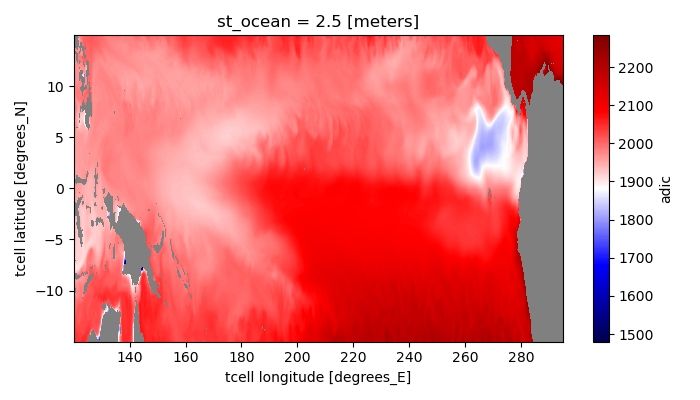 st_ocean = 2.5 [meters]
10
5
0
−5
−10
tcell latitude [degrees_N]
140 160 180 200 220 240 260 280
tcell longitude [degrees_E]
2200
2100
2000
1900
1800
1700
1600
1500
adic